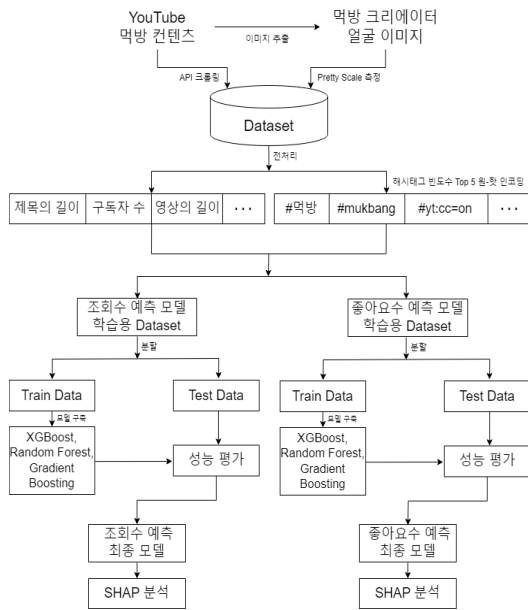 YouTube
먹방 컨텐츠
이미지 추출
먹방 크리에이터
얼굴 이미지
API 크롤링
Pretty Scale 측정
Dataset
전처리
해시태그 빈도수 Top 5 원-핫 인코딩
제목의 길이 구독자 수 영상의 길이 ...
#먹방 #mukbang #yt:cc=on ...
조회수 예측 모델
학습용 Dataset
좋아요수 예측 모델
학습용 Dataset
분할
분할
Train Data Test Data
Train Data Test Data
모델 구축
모델 구축
XGBoost,
Random Forest,
Gradient
Boosting
성능 평가
XGBoost,
Random Forest,
Gradient
Boosting
성능 평가
조회수 예측
최종 모델
좋아요수 예측
최종 모델
SHAP 분석
SHAP 분석